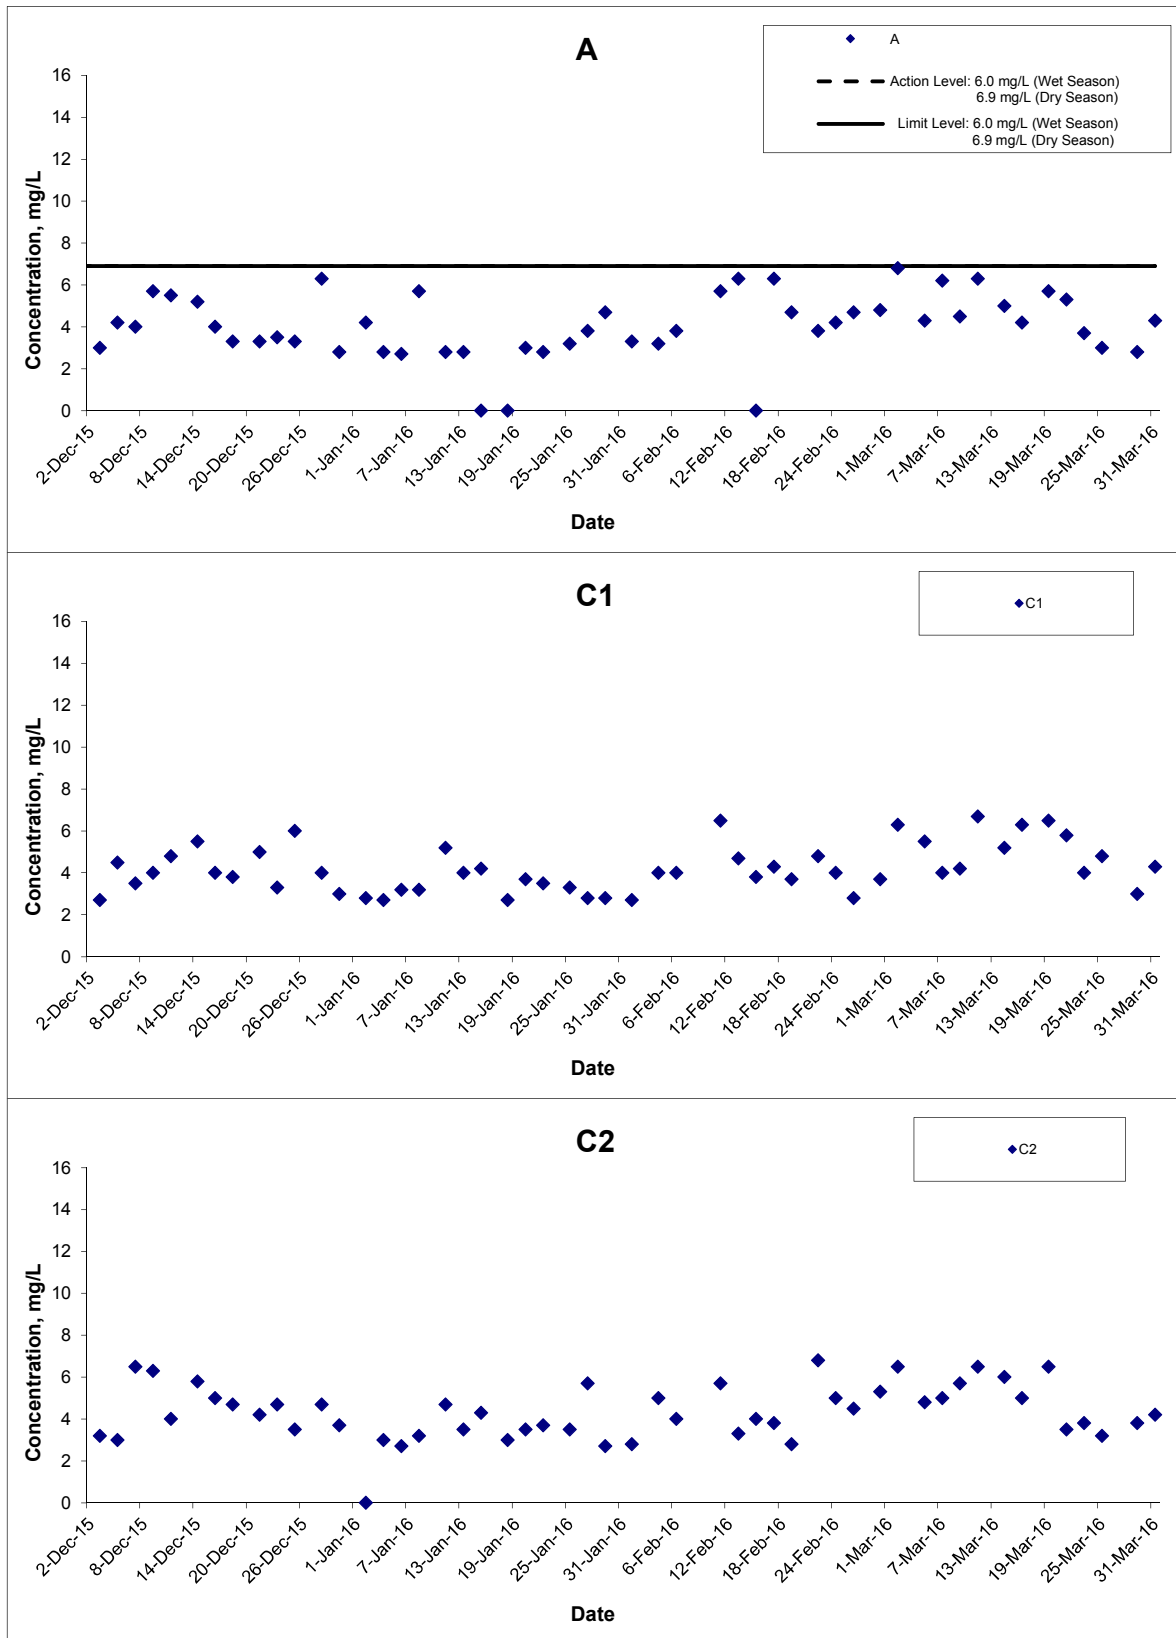 A
A
Action Level: 6.0 mg/L (Wet Season)
6.9 mg/L (Dry Season)
Limit Level: 6.0 mg/L (Wet Season)
6.9 mg/L (Dry Season)
Concentration, mg/L
16
14
12
10
8
6
4
2
0
2-Dec-15
8-Dec-15
14-Dec-15
20-Dec-15
26-Dec-15
1-Jan-16
7-Jan-16
13-Jan-16
19-Jan-16
25-Jan-16
31-Jan-16
6-Feb-16
12-Feb-16
18-Feb-16
24-Feb-16
1-Mar-16
7-Mar-16
13-Mar-16
19-Mar-16
25-Mar-16
31-Mar-16
Date
C1
C1
Concentration, mg/L
16
14
12
10
8
6
4
2
0
2-Dec-15
8-Dec-15
14-Dec-15
20-Dec-15
26-Dec-15
1-Jan-16
7-Jan-16
13-Jan-16
19-Jan-16
25-Jan-16
31-Jan-16
6-Feb-16
12-Feb-16
18-Feb-16
24-Feb-16
1-Mar-16
7-Mar-16
13-Mar-16
19-Mar-16
25-Mar-16
31-Mar-16
Date
C2
C2
Concentration, mg/L
16
14
12
10
8
6
4
2
0
2-Dec-15
8-Dec-15
14-Dec-15
20-Dec-15
26-Dec-15
1-Jan-16
7-Jan-16
13-Jan-16
19-Jan-16
25-Jan-16
31-Jan-16
6-Feb-16
12-Feb-16
18-Feb-16
24-Feb-16
1-Mar-16
7-Mar-16
13-Mar-16
19-Mar-16
25-Mar-16
31-Mar-16
Date